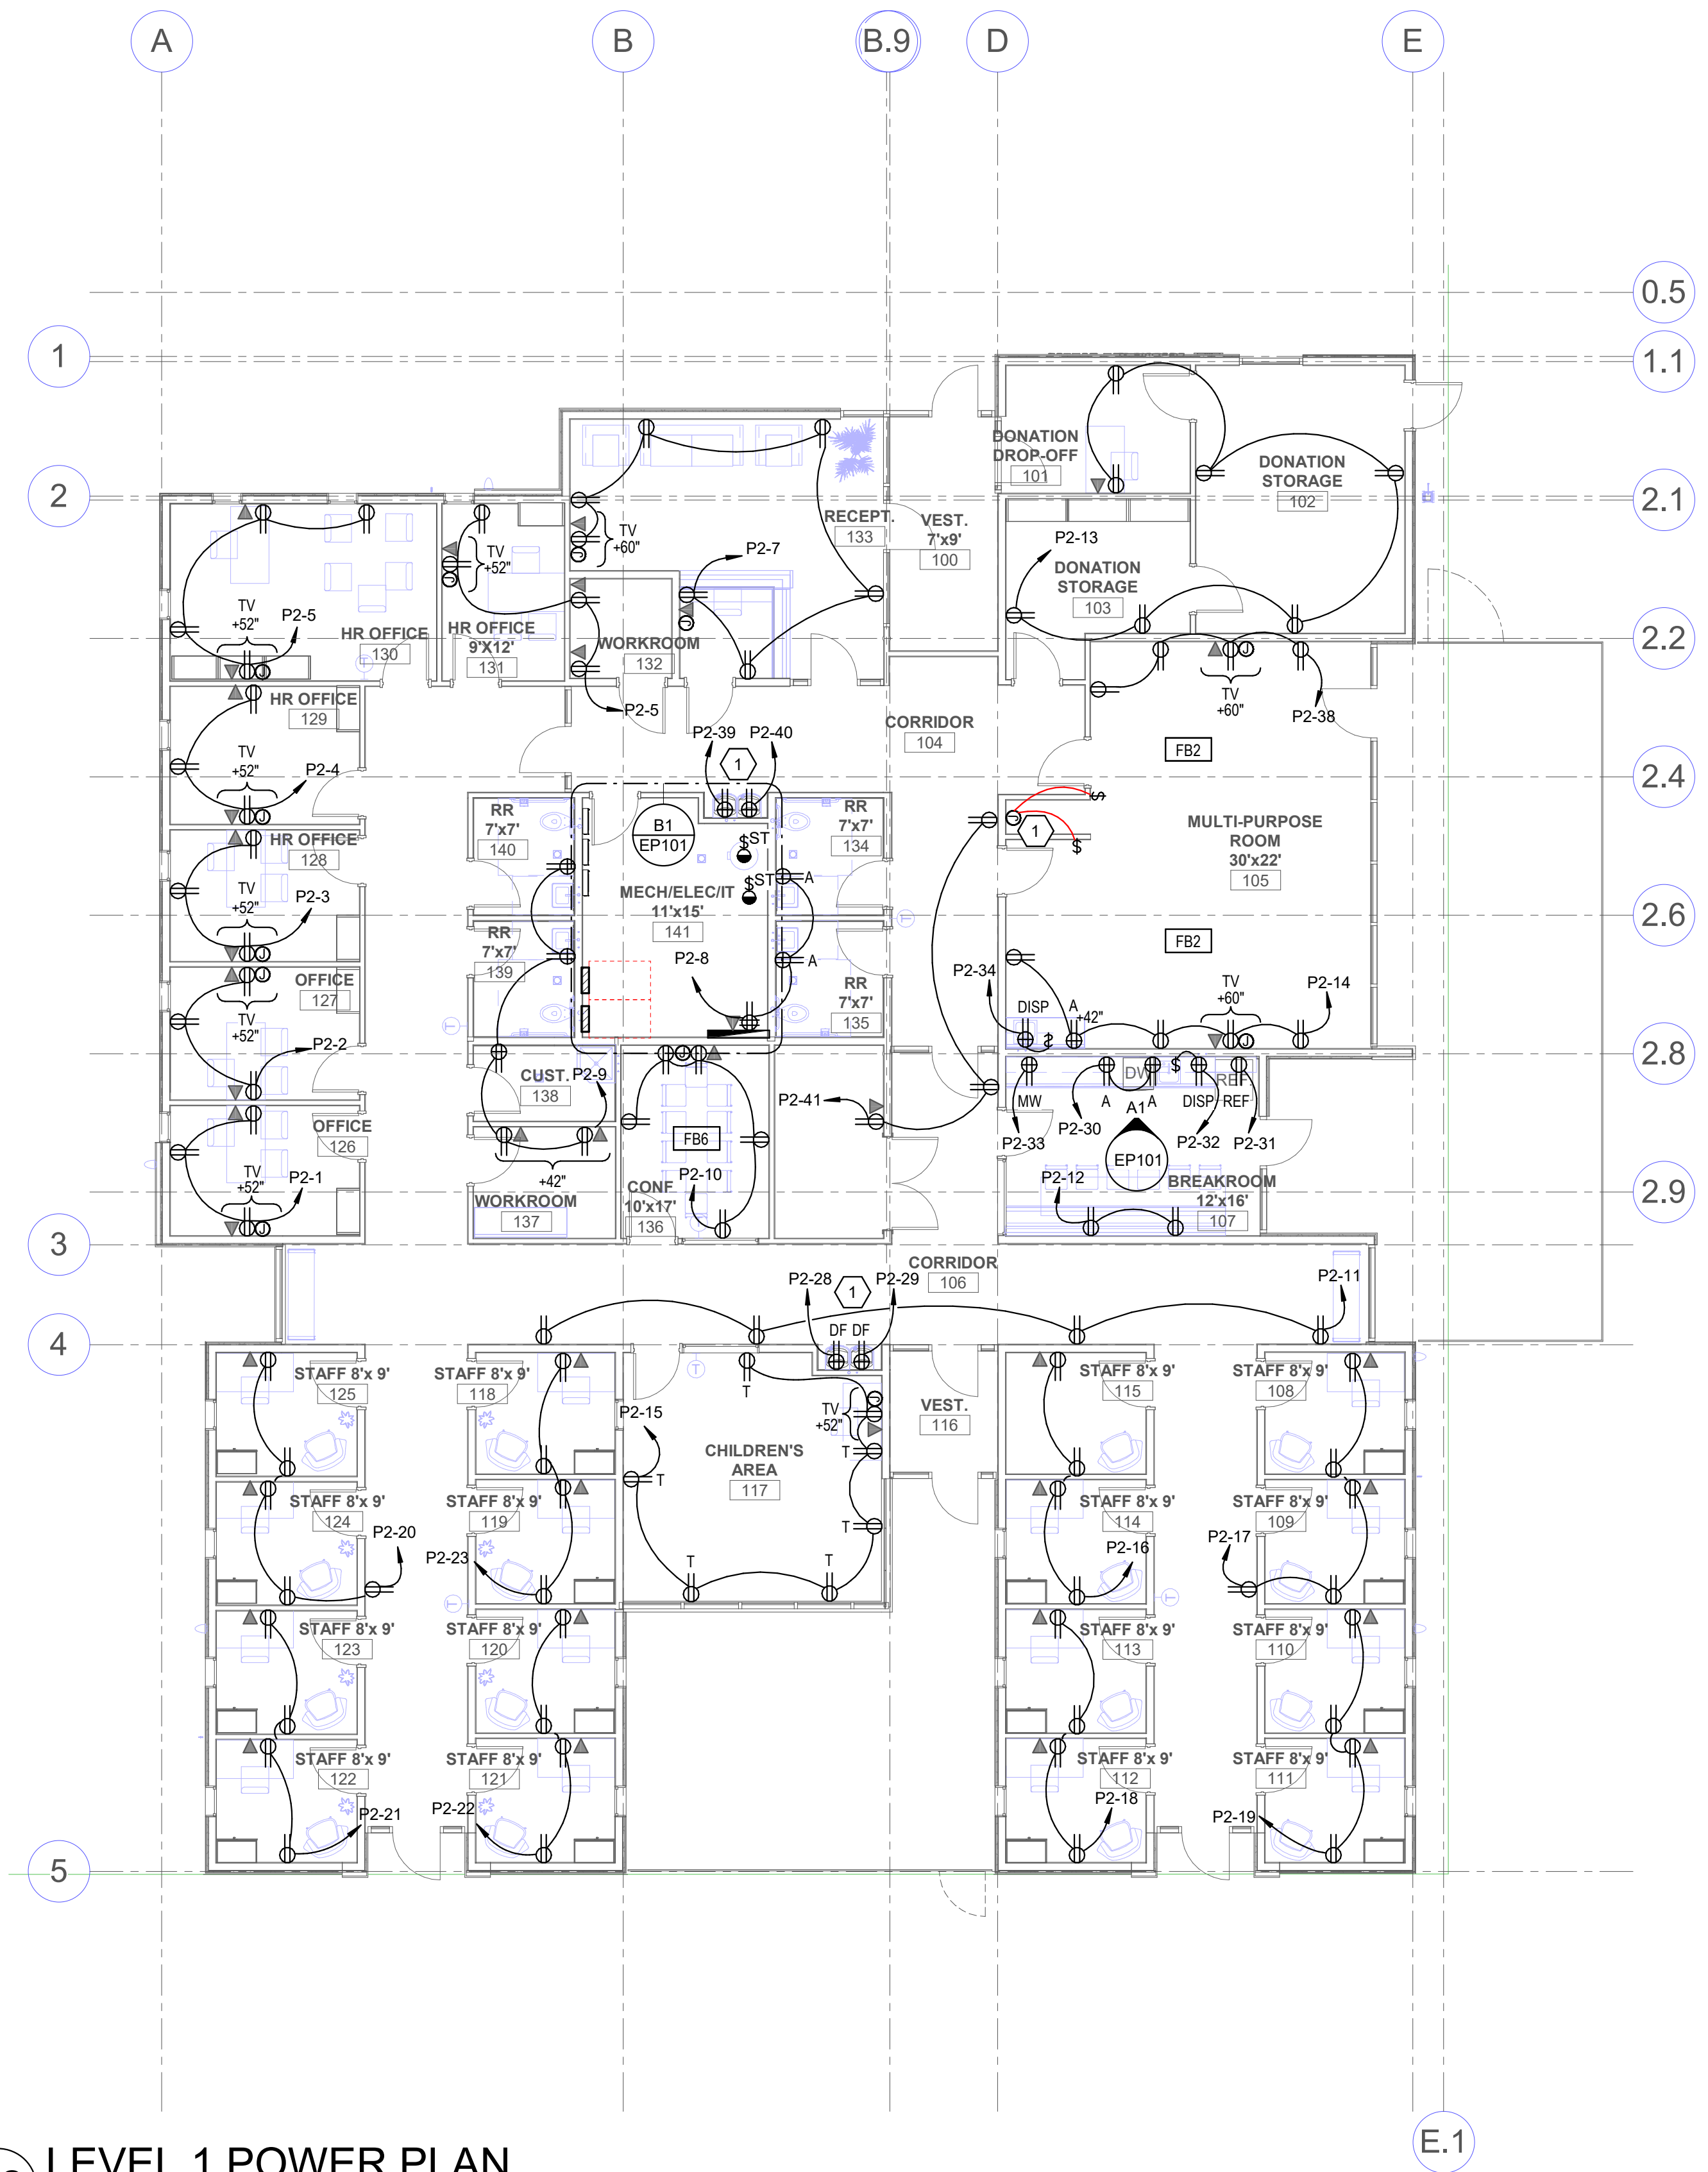 A
B
B.9
D
E
0.5
1
1.1
DONATION
DROP-OFF
101
DONATION
STORAGE
102
2
2.1
RECEPT.
133
VEST.
7'x9'
100
TV
+60"
P2-7
P2-13
DONATION
STORAGE
103
TV
+52"
TV
+52"
P2-5
HR OFFICE
130
HR OFFICE
9'X12'
131
WORKROOM
132
2.2
HR OFFICE
129
P2-5
TV
+60"
P2-38
CORRIDOR
104
P2-39
P2-40
1
FB2
TV
+52"
P2-4
2.4
RR
7'x7'
140
B1
EP101
RR
7'x7'
134
$
J
1
$
MULTI-PURPOSE
ROOM
30'x22'
105
HR OFFICE
128
$ST
$ST
A
MECH/ELEC/IT
11'x15'
141
TV
+52"
P2-3
2.6
RR
7'x7'
139
P2-8
A
FB2
OFFICE
127
RR
7'x7'
135
P2-34
DISP
A
+42"
$
TV
+60"
P2-14
TV
+52"
P2-2
2.8
CUST.
138
P2-9
DW
$
REF.
MW
A
A
DISP
REF
P2-41
P2-33
P2-30
A1
P2-32
P2-31
EP101
OFFICE
126
FB6
TV
+52"
P2-1
+42"
P2-10
P2-12
BREAKROOM
12'x16'
107
WORKROOM
137
CONF
10'x17'
136
2.9
3
CORRIDOR
106
P2-28
1
P2-29
P2-11
DF
DF
4
STAFF 8'x 9'
125
STAFF 8'x 9'
118
T
TV
+52"
VEST.
116
STAFF 8'x 9'
115
STAFF 8'x 9'
108
P2-15
CHILDREN'S
AREA
117
T
T
STAFF 8'x 9'
124
STAFF 8'x 9'
119
T
STAFF 8'x 9'
114
STAFF 8'x 9'
109
P2-20
P2-23
T
T
P2-16
P2-17
STAFF 8'x 9'
123
STAFF 8'x 9'
120
STAFF 8'x 9'
113
STAFF 8'x 9'
110
STAFF 8'x 9'
122
STAFF 8'x 9'
121
STAFF 8'x 9'
112
STAFF 8'x 9'
111
P2-21
P2-22
P2-18
P2-19
5
E.1
LEVEL 1 POWER PLAN